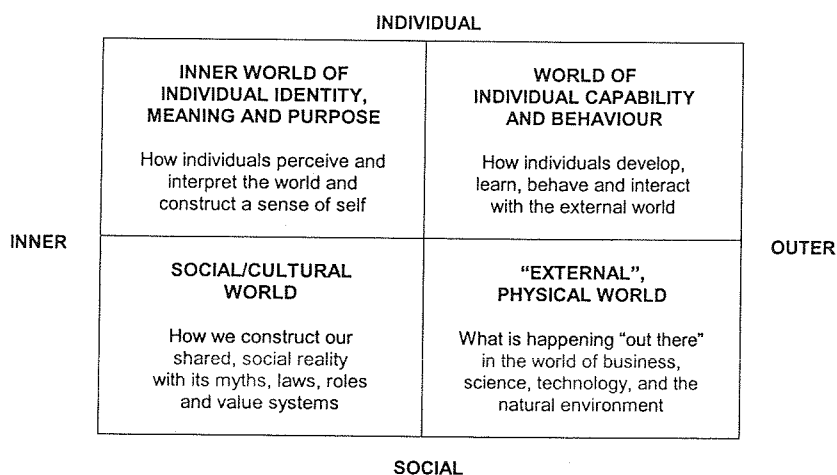 INDIVIDUAL
INNER WORLD OF
INDIVIDUAL IDENTITY,
MEANING AND PURPOSE
How individuals perceive and
interpret the world and
construct a sense of self
WORLD OF
INDIVIDUAL CAPABILITY
AND BEHAVIOUR
How individuals develop,
learn, behave and interact
with the external world
INNER
OUTER
SOCIAL/CULTURAL
WORLD
How we construct our
shared, social reality
with its myths, laws, roles
and value systems
“EXTERNAL”,
PHYSICAL WORLD
What is happening “out there”
in the world of business,
science, technology, and the
natural environment
SOCIAL